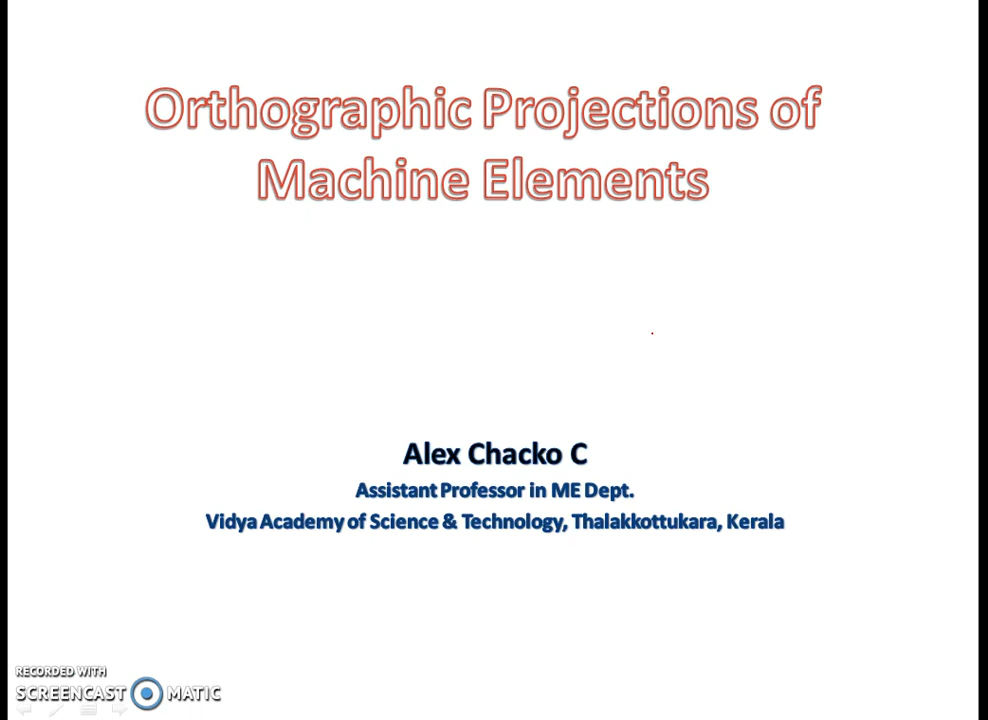 Orthographic Projections of
Machine Elements
Alex Chacko C
Assistant Professor in ME Dept.
Vidya Academy of Science & Technology, Thalakkottukara, Kerala
RECORDED WITH
SCREENCAST MATIC